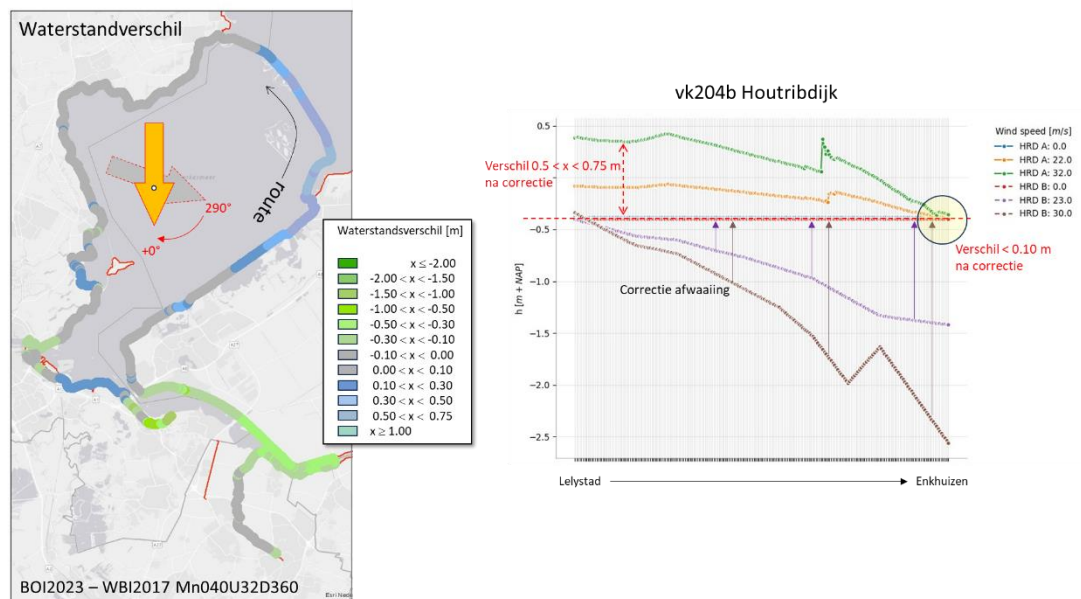 Waterstandverschil
290°
+0°
route
Waterstandsverschil [m]
x ≤ -2.00
-2.00 < x < -1.50
-1.50 < x < -1.00
-1.00 < x < -0.50
-0.50 < x < -0.30
-0.30 < x < -0.10
-0.10 < x < 0.00
0.00 < x < 0.10
0.10 < x < 0.30
0.30 < x < 0.50
0.50 < x < 0.75
x ≥ 1.00
BOI2023 – WBI2017 Mn040U32D360
vk204b Houtribdijk
h [m + NAP]
0.5
−0.5
−1.0
−1.5
−2.0
−2.5
Verschil 0.5 < x < 0.75 m
na correctie
Correctie afwaaiing
Verschil < 0.10 m
na correctie
Wind speed [m/s]
HRD A: 0.0
HRD A: 22.0
HRD A: 32.0
HRD B: 0.0
HRD B: 23.0
HRD B: 30.0
Lelystad
Enkhuizen